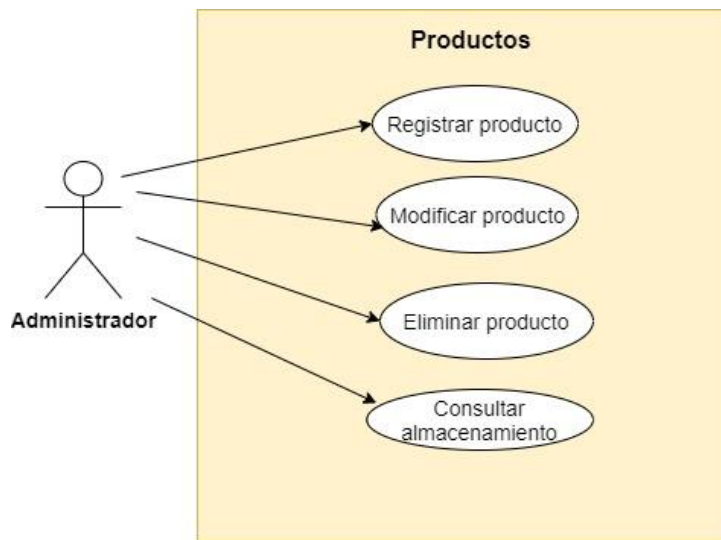 Productos
Registrar producto
Modificar producto
Eliminar producto
Administrador
Consultar
almacenamiento